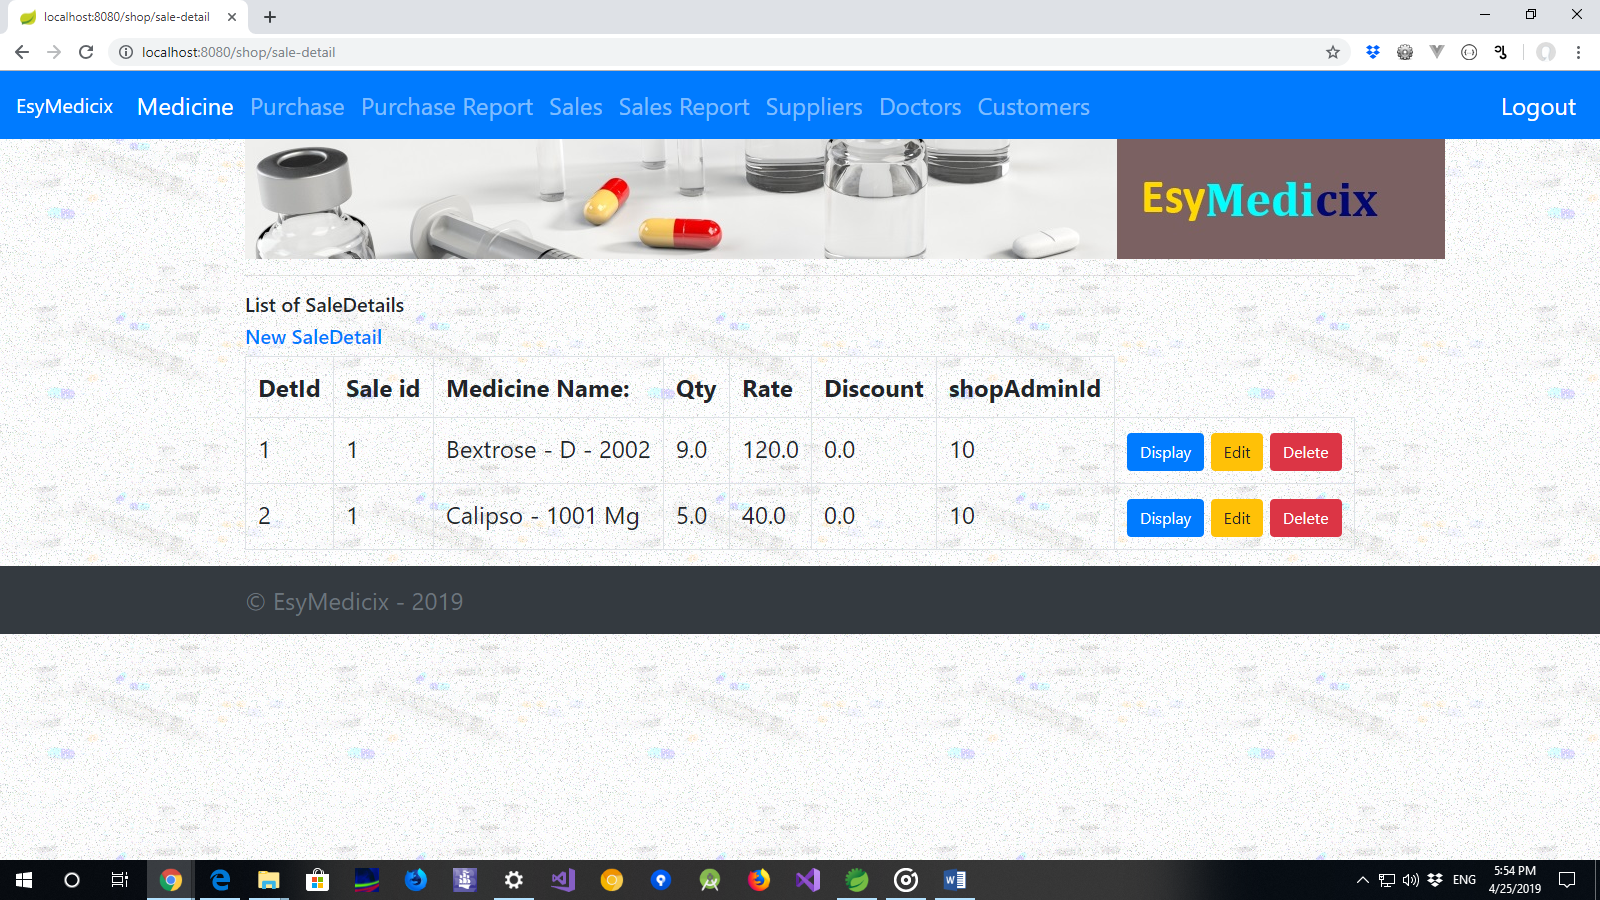 localhost:8080/shop/sale-detail
localhost:8080/shop/sale-detail
EsyMedicix Medicine Purchase Purchase Report Sales Sales Report Suppliers Doctors Customers Logout
EsyMedicix
List of SaleDetails
New SaleDetail
DetId Sale id Medicine Name: Qty Rate Discount shopAdminId
1 1 Bextrose - D - 2002 9.0 120.0 0.0 10 Display Edit Delete
2 1 Calipso - 1001 Mg 5.0 40.0 0.0 10 Display Edit Delete
© EsyMedicix - 2019
ENG 5:54 PM
4/25/2019